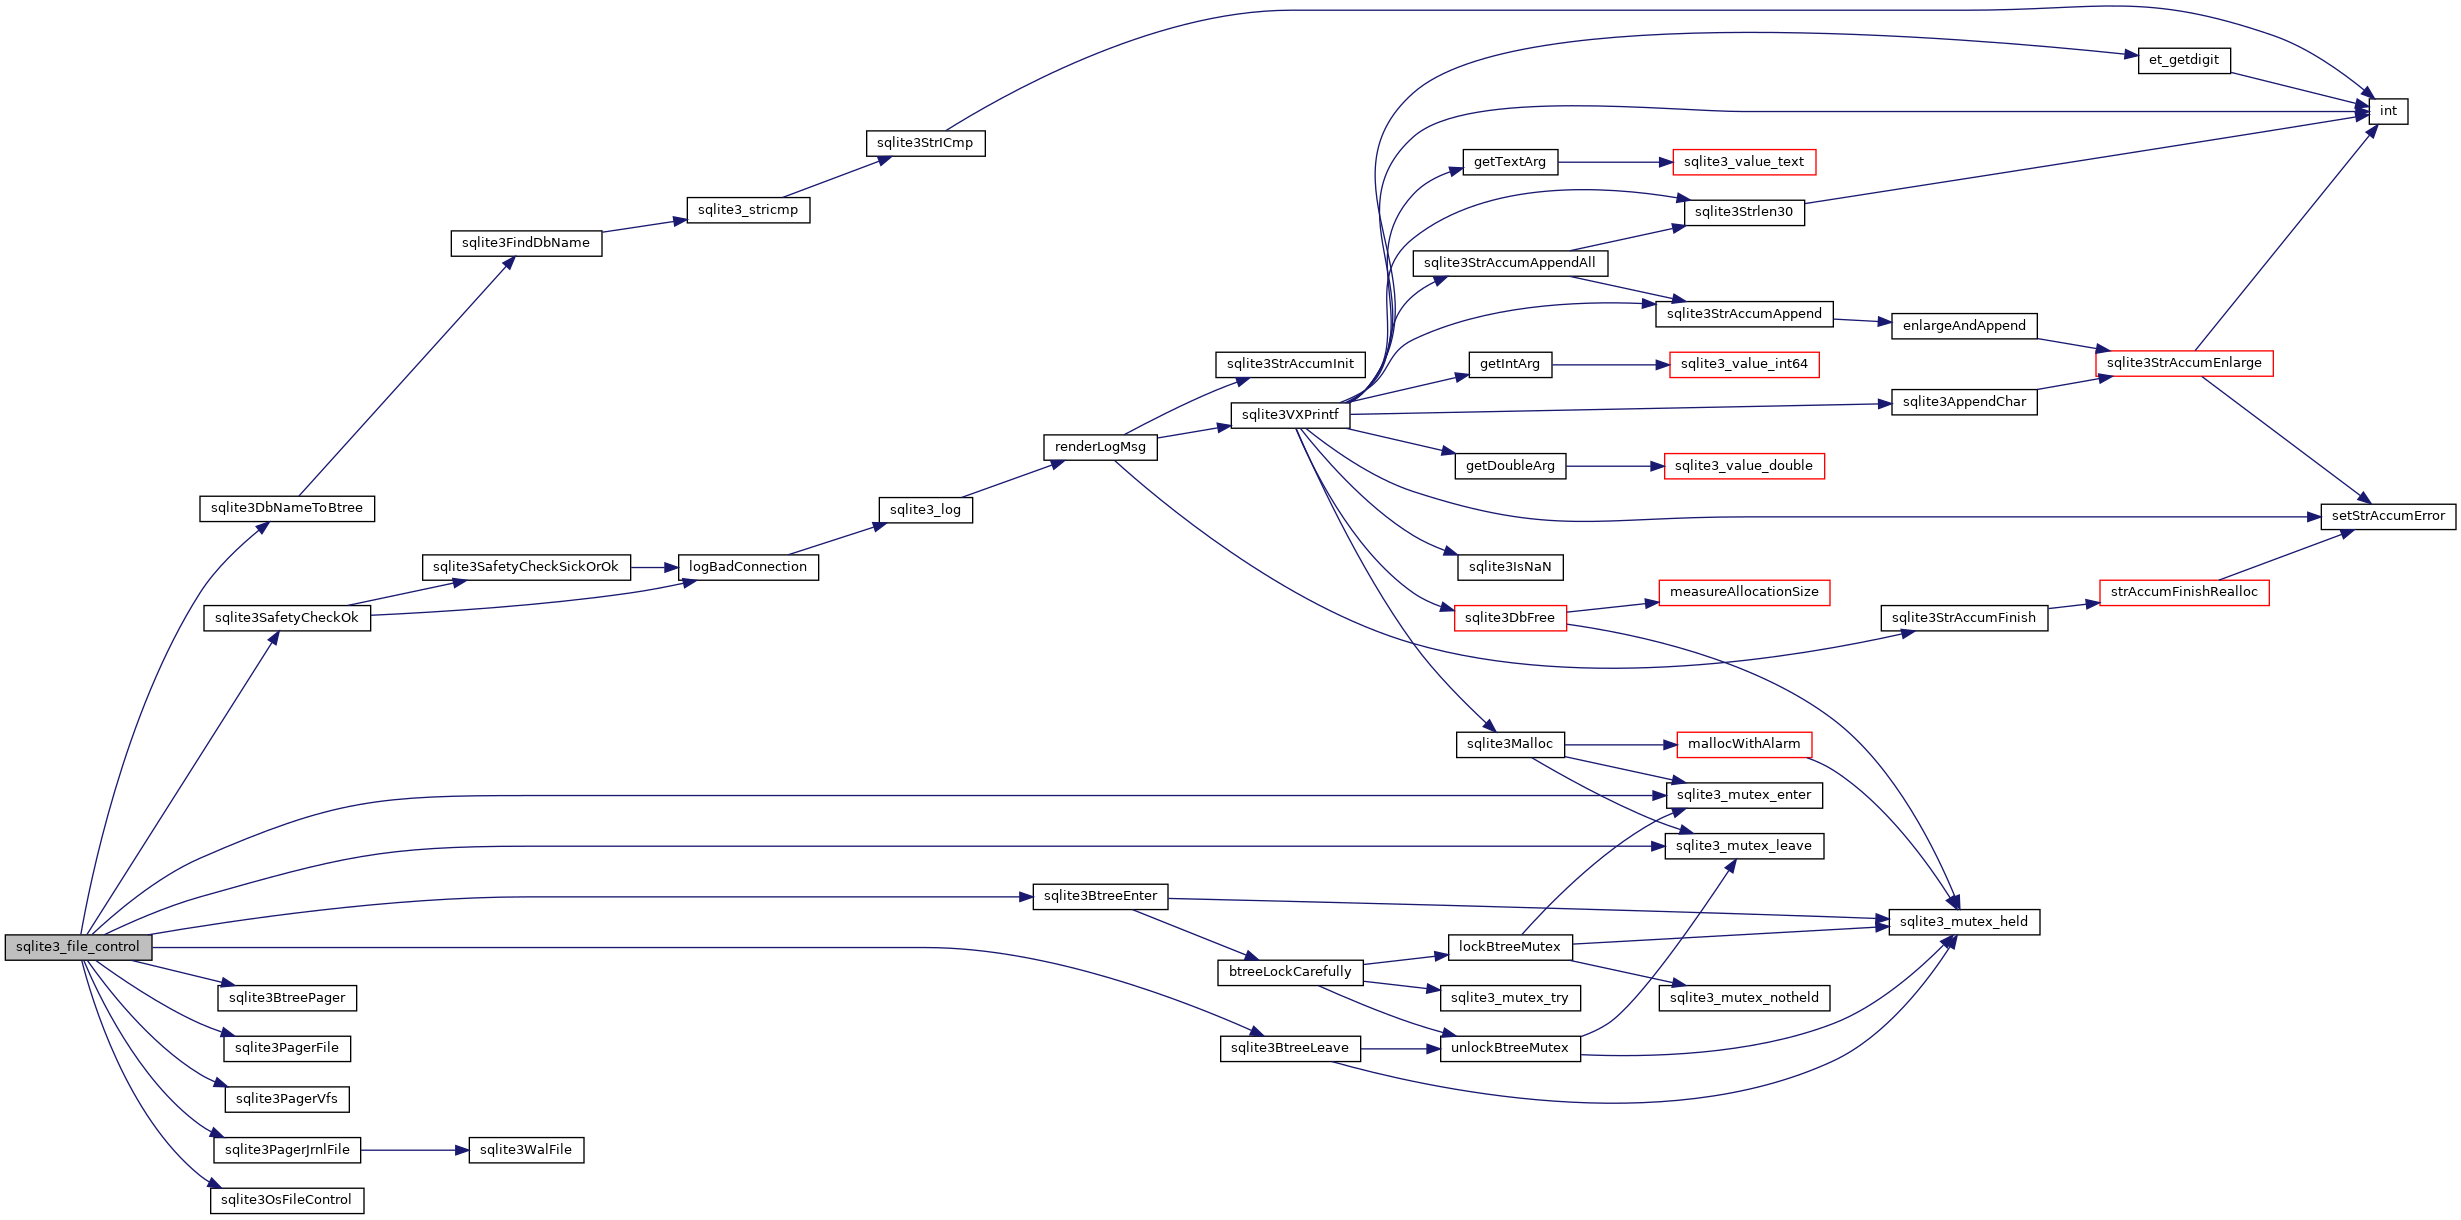 et_getdigit
int
sqlite3StrICmp
getTextArg
sqlite3_value_text
sqlite3_stricmp
sqlite3Strlen30
sqlite3FindDbName
sqlite3StrAccumAppendAll
sqlite3StrAccumAppend
enlargeAndAppend
sqlite3StrAccumInit
getIntArg
sqlite3_value_int64
sqlite3StrAccumEnlarge
sqlite3VXPrintf
sqlite3AppendChar
renderLogMsg
getDoubleArg
sqlite3_value_double
sqlite3DbNameToBtree
sqlite3_log
setStrAccumError
sqlite3SafetyCheckSickOrOk
logBadConnection
sqlite3IsNaN
measureAllocationSize
strAccumFinishRealloc
sqlite3SafetyCheckOk
sqlite3DbFree
sqlite3StrAccumFinish
sqlite3Malloc
mallocWithAlarm
sqlite3_mutex_enter
sqlite3_mutex_leave
sqlite3BtreeEnter
sqlite3_mutex_held
sqlite3_file_control
lockBtreeMutex
btreeLockCarefully
sqlite3BtreePager
sqlite3_mutex_try
sqlite3_mutex_notheld
sqlite3PagerFile
sqlite3BtreeLeave
unlockBtreeMutex
sqlite3PagerVfs
sqlite3PagerJrnlFile
sqlite3WalFile
sqlite3OsFileControl